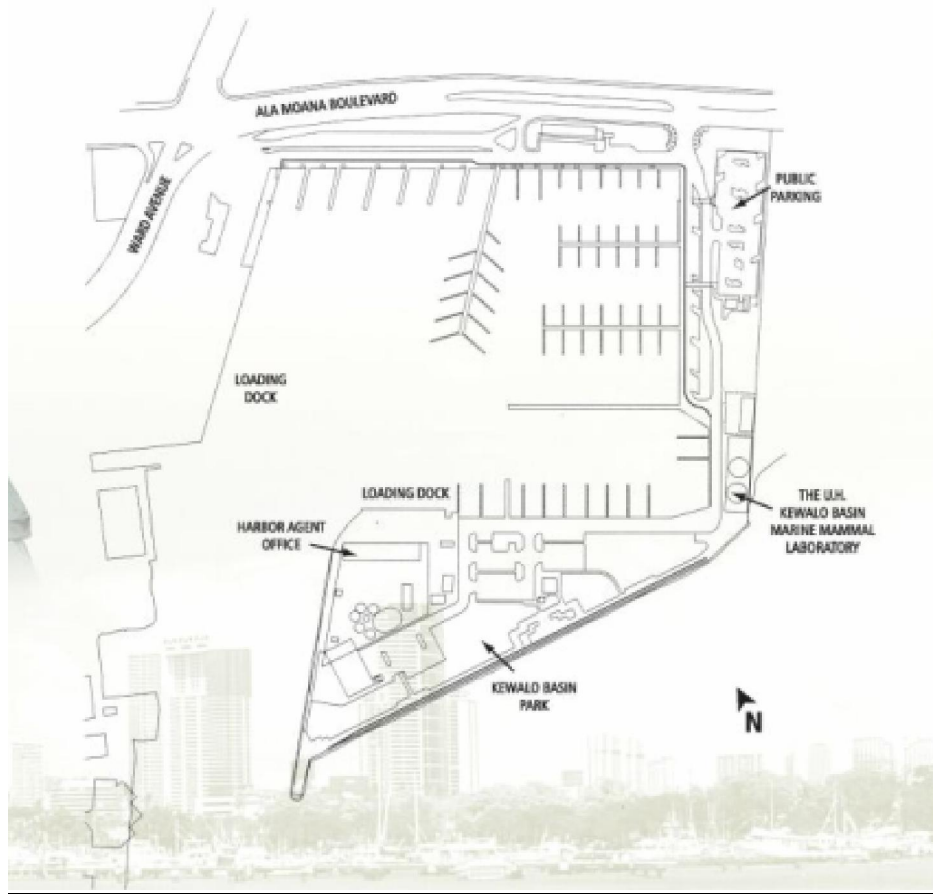 ALA MOANA BOULEVARD
WARD AVENUE
PUBLIC
PARKING
LOADING
DOCK
LOADING DOCK
HARBOR AGENT
OFFICE
THE U.H.
KEWALO BASIN
MARINE MAMMAL
LABORATORY
KEWALO BASIN
PARK
N